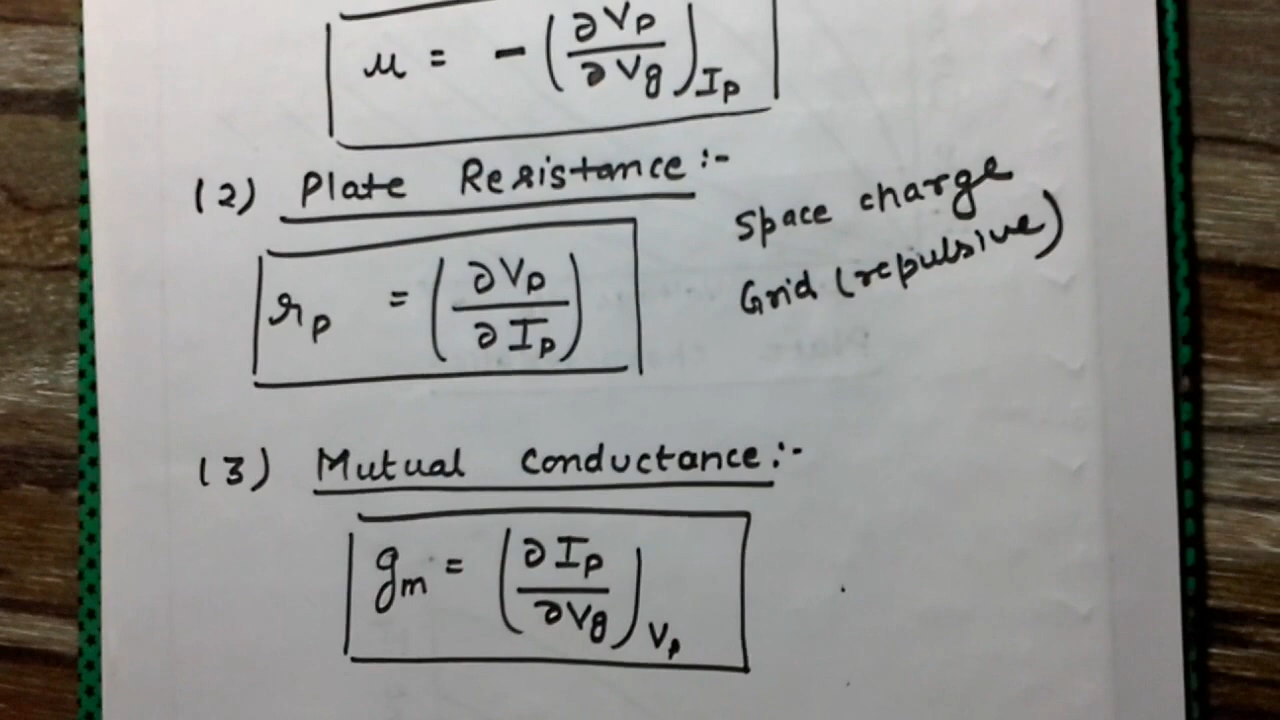 μ = - (∂Vp / ∂Vg)Ip
(2) Plate Resistance :-
space charge
Grid (repulsive)
rp = (∂Vp / ∂Ip)
(3) Mutual conductance :-
gm = (∂Ip / ∂Vg)Vp